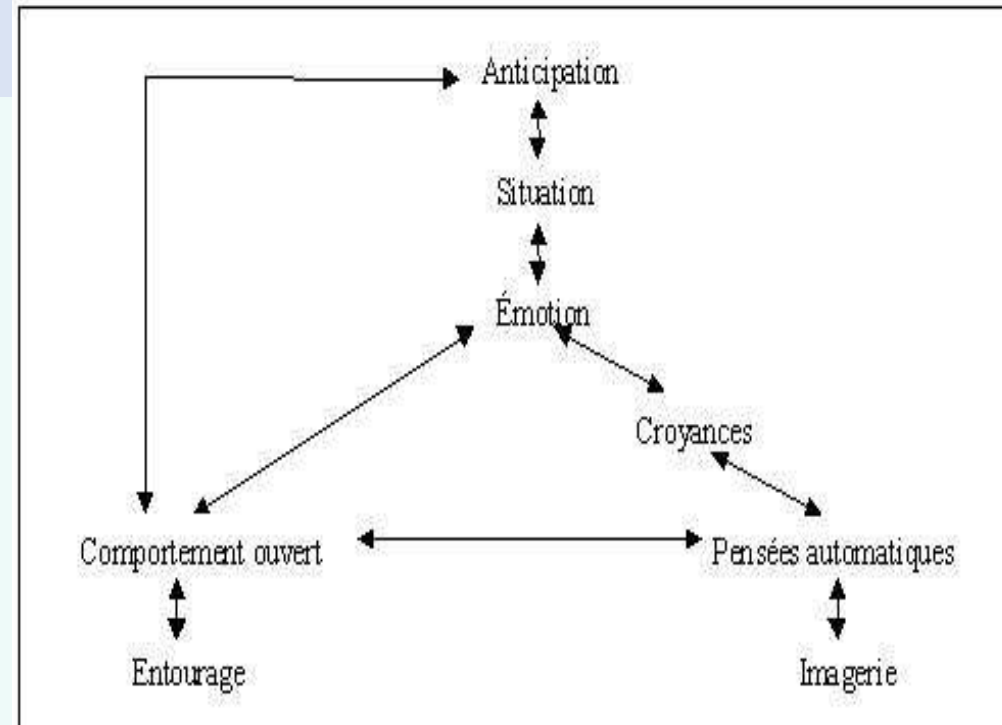 Anticipation
Situation
Émotion
Croyances
Comportement ouvert
Pensées automatiques
Entourage
Imagerie